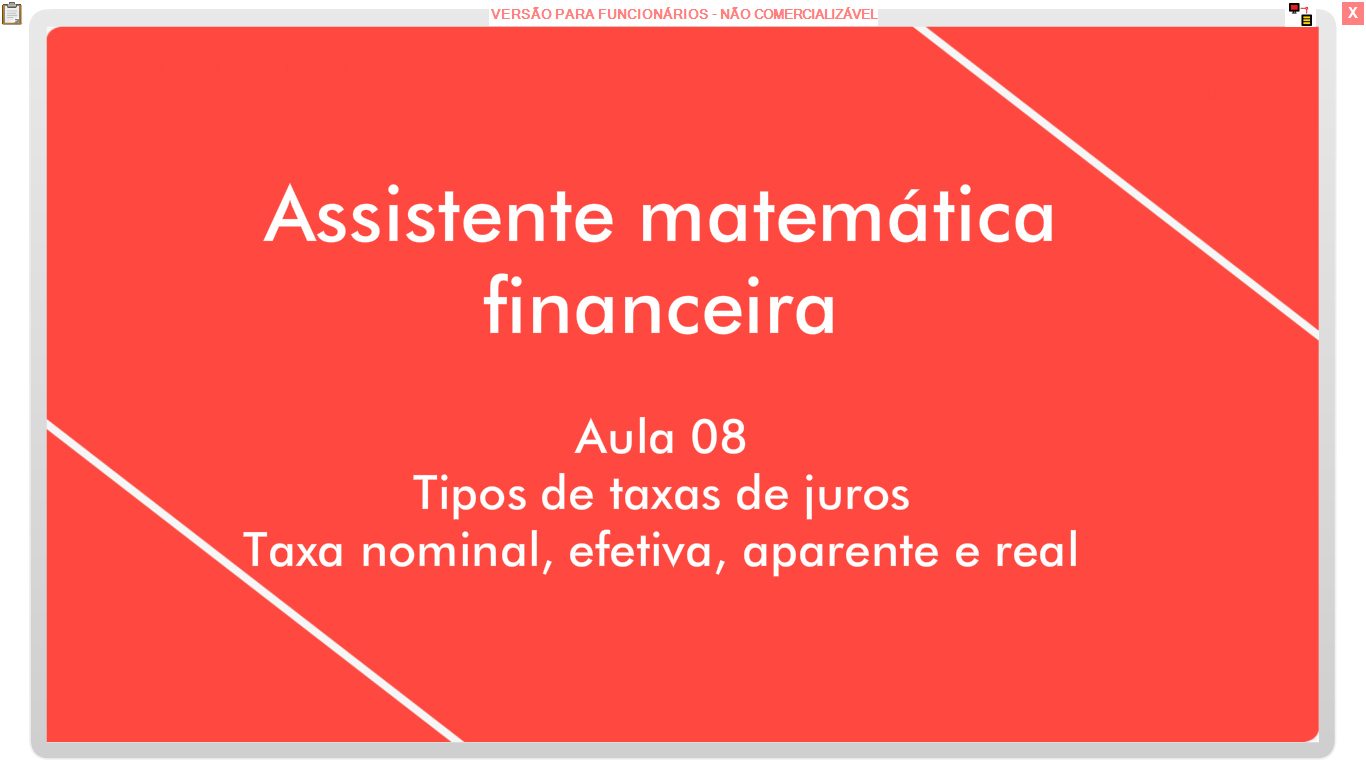 VERSÃO PARA FUNCIONÁRIOS - NÃO COMERCIALIZÁVEL
X
Assistente matemática
financeira
Aula 08
Tipos de taxas de juros
Taxa nominal, efetiva, aparente e real